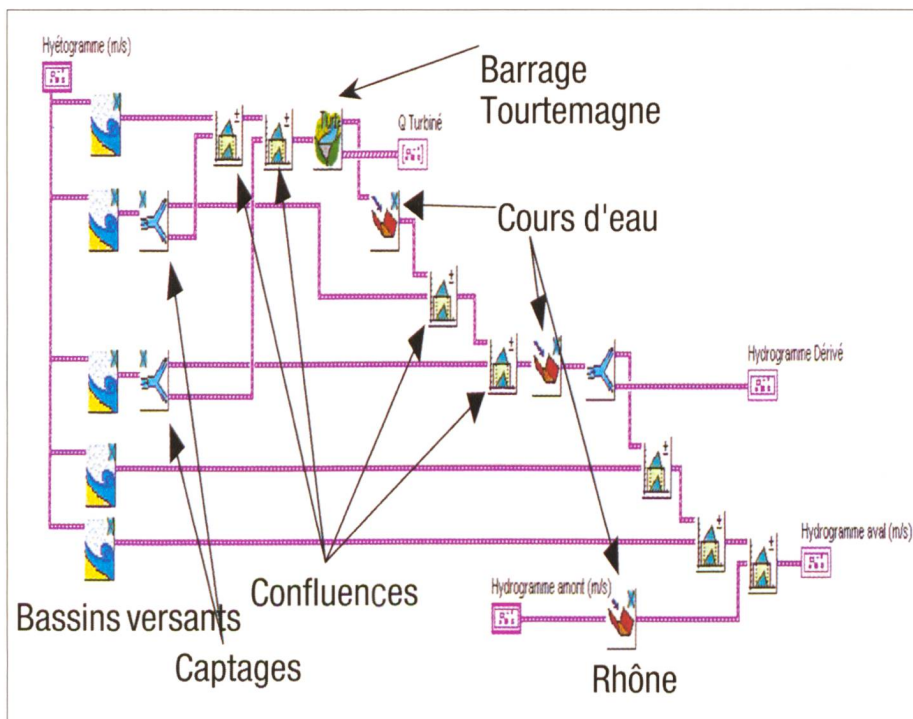 Hyétogramme (m/s)
Barrage
Tourtemagne
Q Turbiné
Cours d'eau
Hydrogramme Dérivé
Hydrogramme aval (m/s)
Hydrogramme amont (m/s)
Confluences
Bassins versants
Captages
Rhône